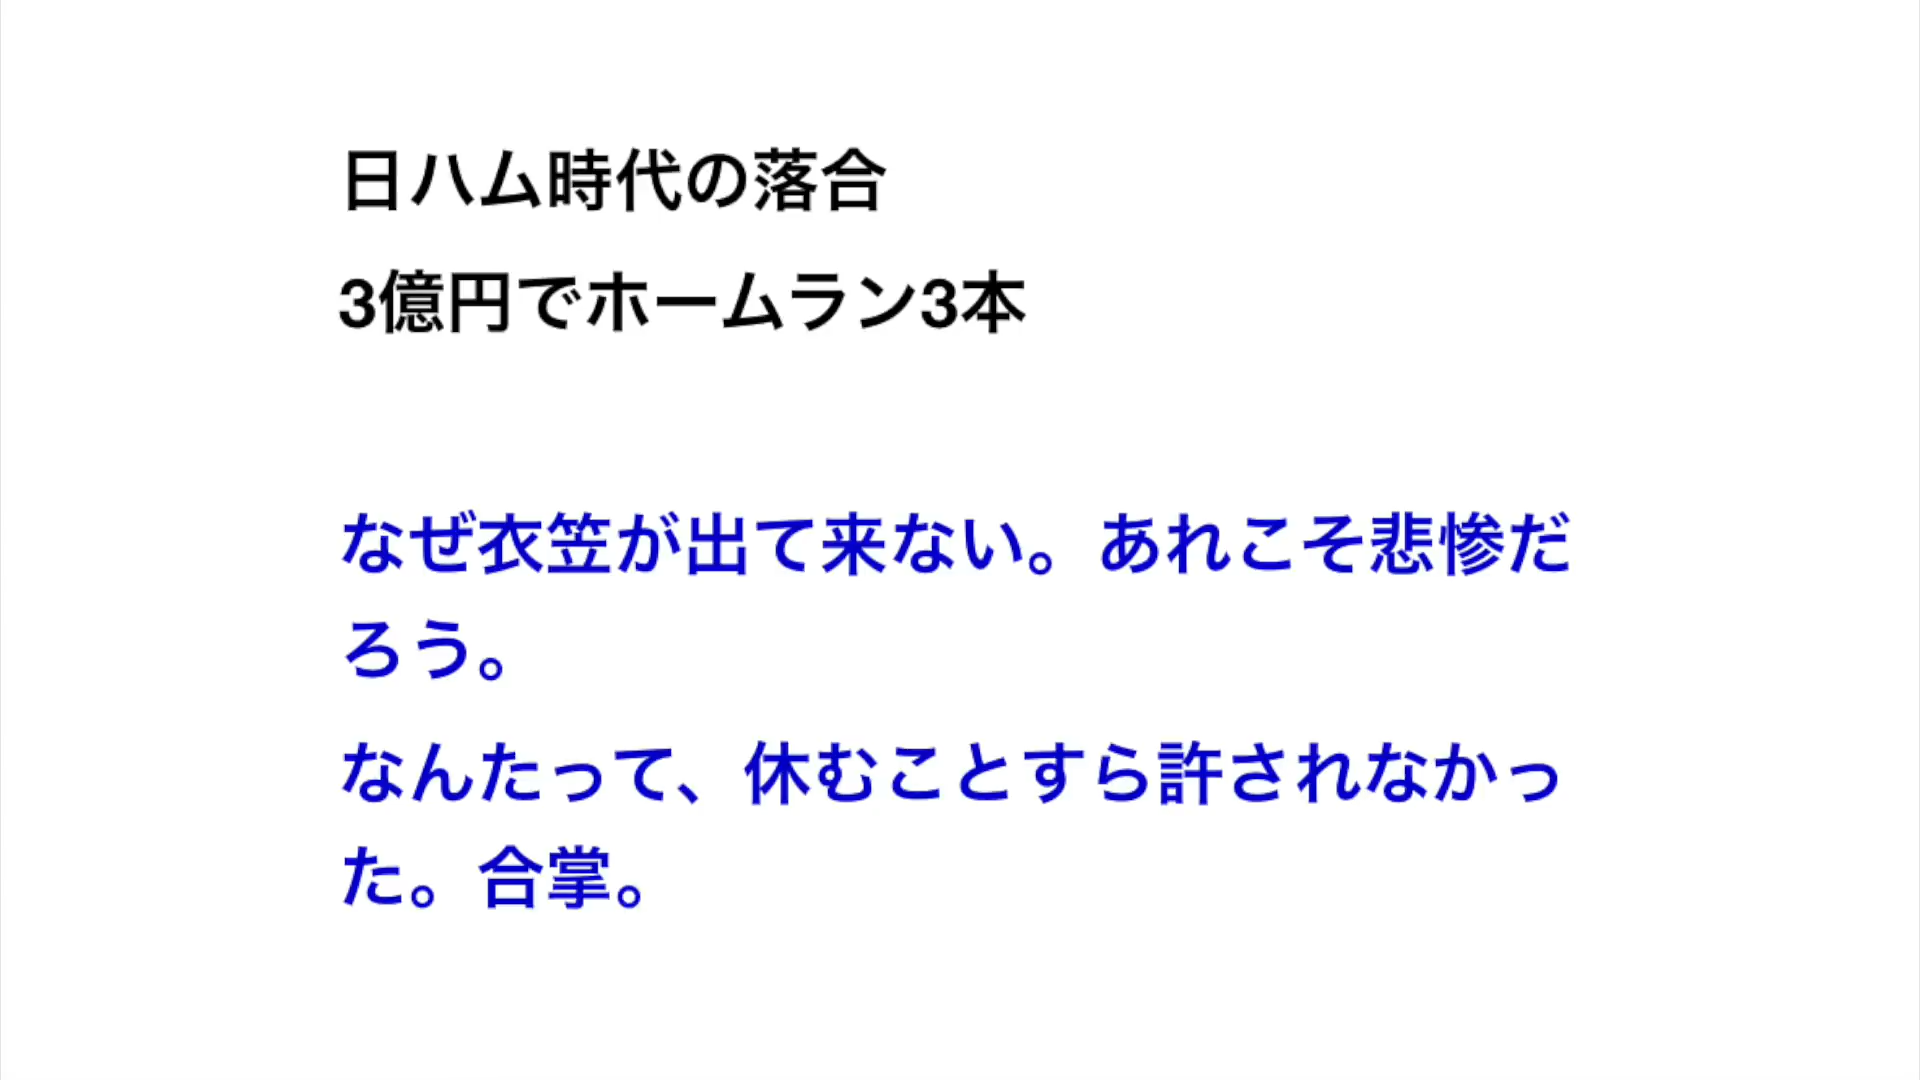 日ハム時代の落合
3億円でホームラン3本
なぜ衣笠が出て来ない。あれこそ悲惨だ
ろう。
なんたって、休むことすら許されなかっ
た。合掌。